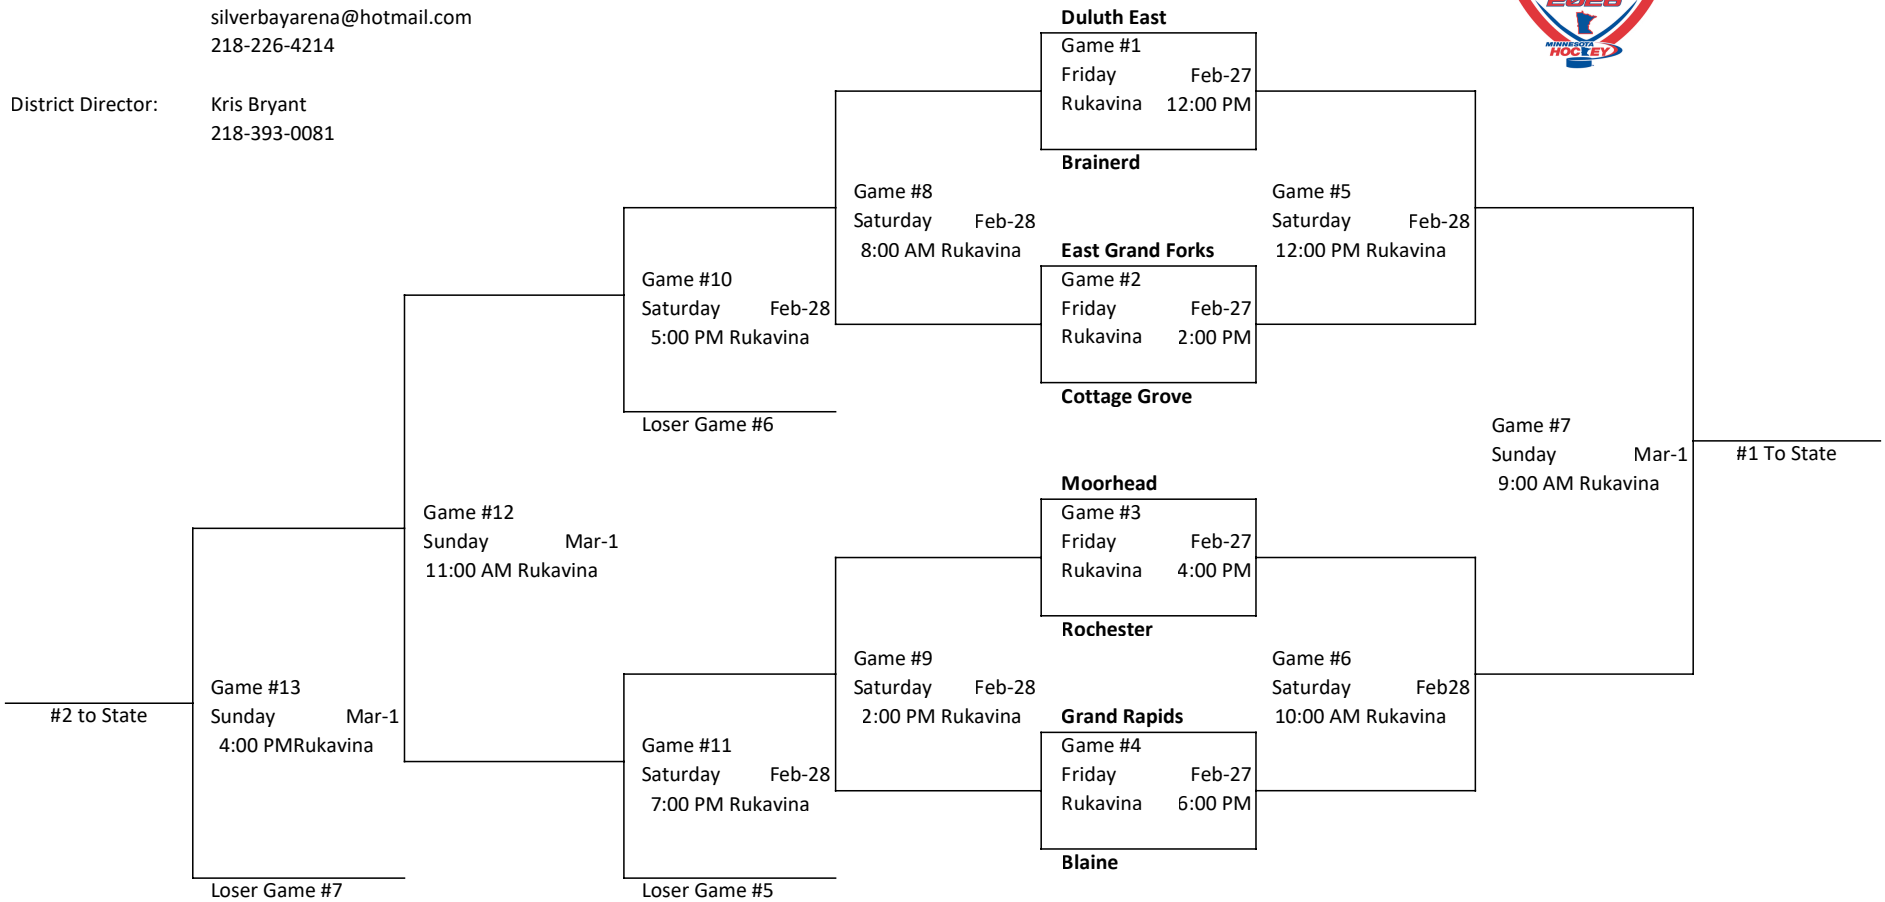 silverbayarena@hotmail.com
218-226-4214
District Director: Kris Bryant
218-393-0081
2026
MINNESOTA
HOCKEY
Duluth East
Game #1
Friday Feb-27
Rukavina 12:00 PM
Brainerd
Game #8
Saturday Feb-28
8:00 AM Rukavina
Game #5
Saturday Feb-28
12:00 PM Rukavina
East Grand Forks
Game #2
Friday Feb-27
Rukavina 2:00 PM
Cottage Grove
Game #10
Saturday Feb-28
5:00 PM Rukavina
Loser Game #6
Game #7
Sunday Mar-1
9:00 AM Rukavina
#1 To State
Moorhead
Game #3
Friday Feb-27
Rukavina 4:00 PM
Rochester
Game #12
Sunday Mar-1
11:00 AM Rukavina
Game #9
Saturday Feb-28
2:00 PM Rukavina
Game #6
Saturday Feb28
10:00 AM Rukavina
Grand Rapids
Game #4
Friday Feb-27
Rukavina 6:00 PM
Blaine
#2 to State
Game #13
Sunday Mar-1
4:00 PMRukavina
Loser Game #7
Game #11
Saturday Feb-28
7:00 PM Rukavina
Loser Game #5